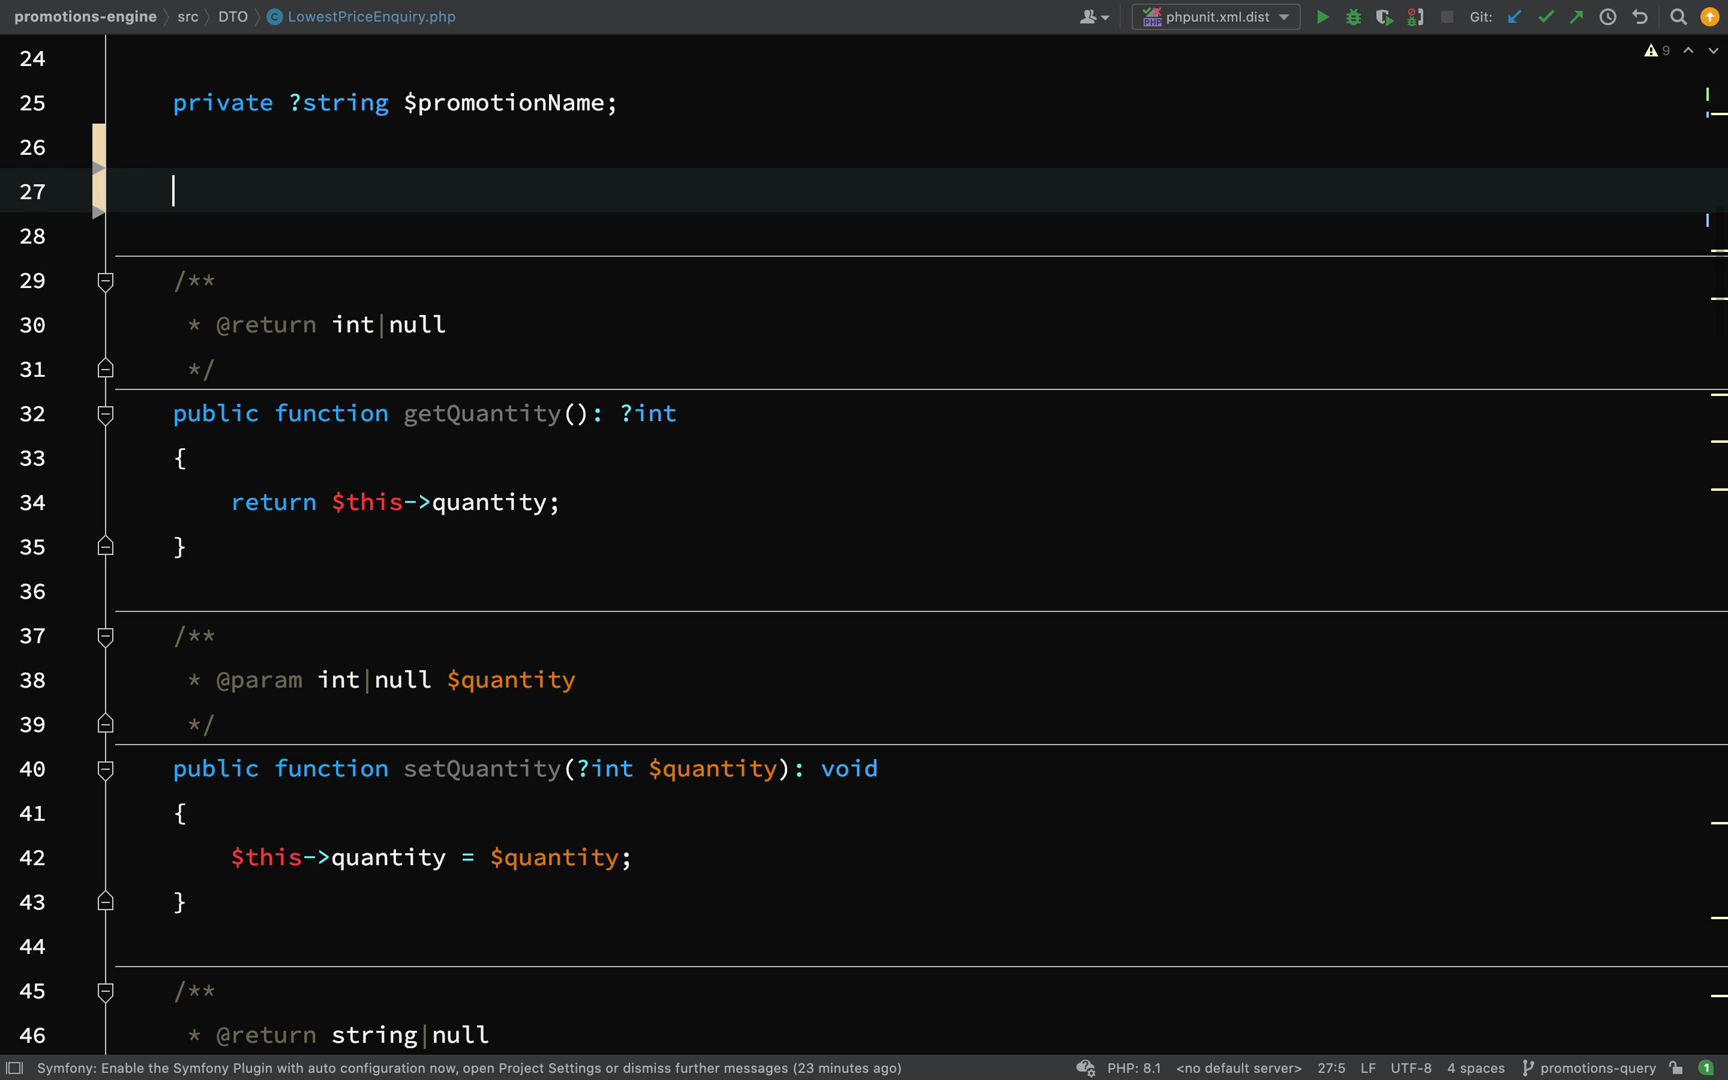 promotions-engine src DTO LowestPriceEnquiry.php phpunit.xml.dist Git:
9
24
25 private ?string $promotionName;
26
27
28
29 /**
30 * @return int|null
31 */
32 public function getQuantity(): ?int
33 {
34 return $this->quantity;
35 }
36
37 /**
38 * @param int|null $quantity
39 */
40 public function setQuantity(?int $quantity): void
41 {
42 $this->quantity = $quantity;
43 }
44
45 /**
46 * @return string|null
Symfony: Enable the Symfony Plugin with auto configuration now, open Project Settings or dismiss further messages (23 minutes ago) PHP: 8.1 <no default server> 27:5 LF UTF-8 4 spaces promotions-query 1